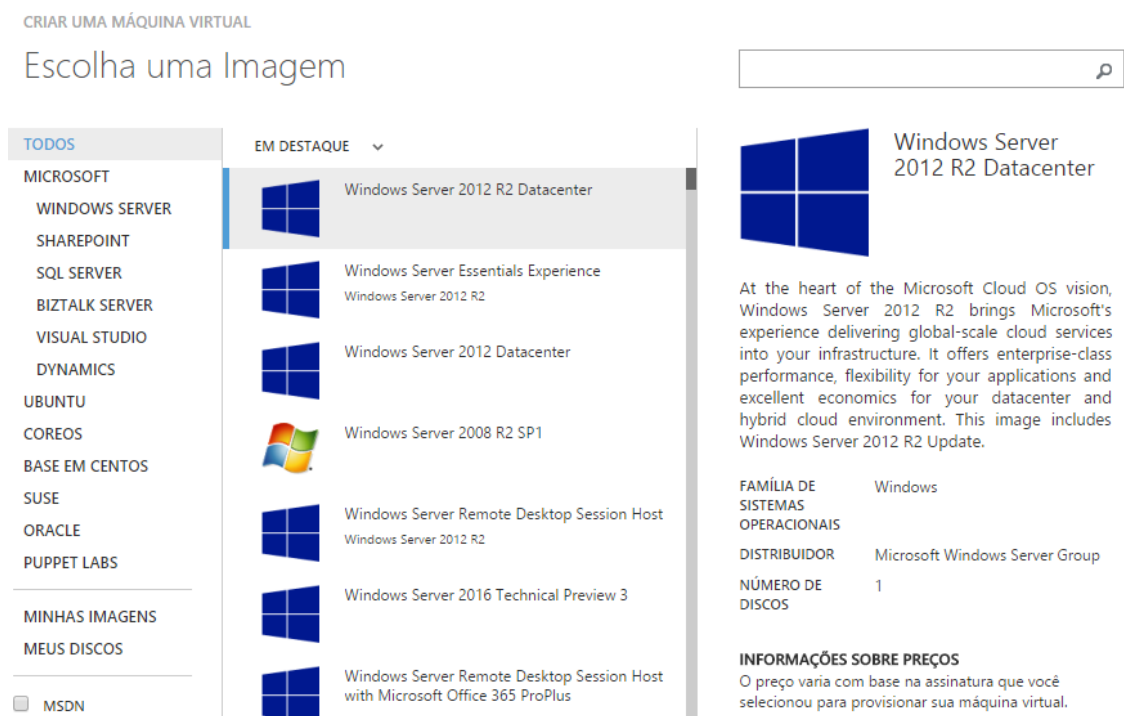 CRIAR UMA MÁQUINA VIRTUAL
Escolha uma Imagem
TODOS
MICROSOFT
WINDOWS SERVER
SHAREPOINT
SQL SERVER
BIZTALK SERVER
VISUAL STUDIO
DYNAMICS
UBUNTU
COREOS
BASE EM CENTOS
SUSE
ORACLE
PUPPET LABS
MINHAS IMAGENS
MEUS DISCOS
MSDN
EM DESTAQUE
Windows Server 2012 R2 Datacenter
Windows Server Essentials Experience
Windows Server 2012 R2
Windows Server 2012 Datacenter
Windows Server 2008 R2 SP1
Windows Server Remote Desktop Session Host
Windows Server 2012 R2
Windows Server 2016 Technical Preview 3
Windows Server Remote Desktop Session Host
with Microsoft Office 365 ProPlus
Windows Server
2012 R2 Datacenter
At the heart of the Microsoft Cloud OS vision,
Windows Server 2012 R2 brings Microsoft's
experience delivering global-scale cloud services
into your infrastructure. It offers enterprise-class
performance, flexibility for your applications and
excellent economics for your datacenter and
hybrid cloud environment. This image includes
Windows Server 2012 R2 Update.
FAMÍLIA DE
SISTEMAS
OPERACIONAIS
Windows
DISTRIBUIDOR
Microsoft Windows Server Group
NÚMERO DE
DISCOS
1
INFORMAÇÕES SOBRE PREÇOS
O preço varia com base na assinatura que você
selecionou para provisionar sua máquina virtual.